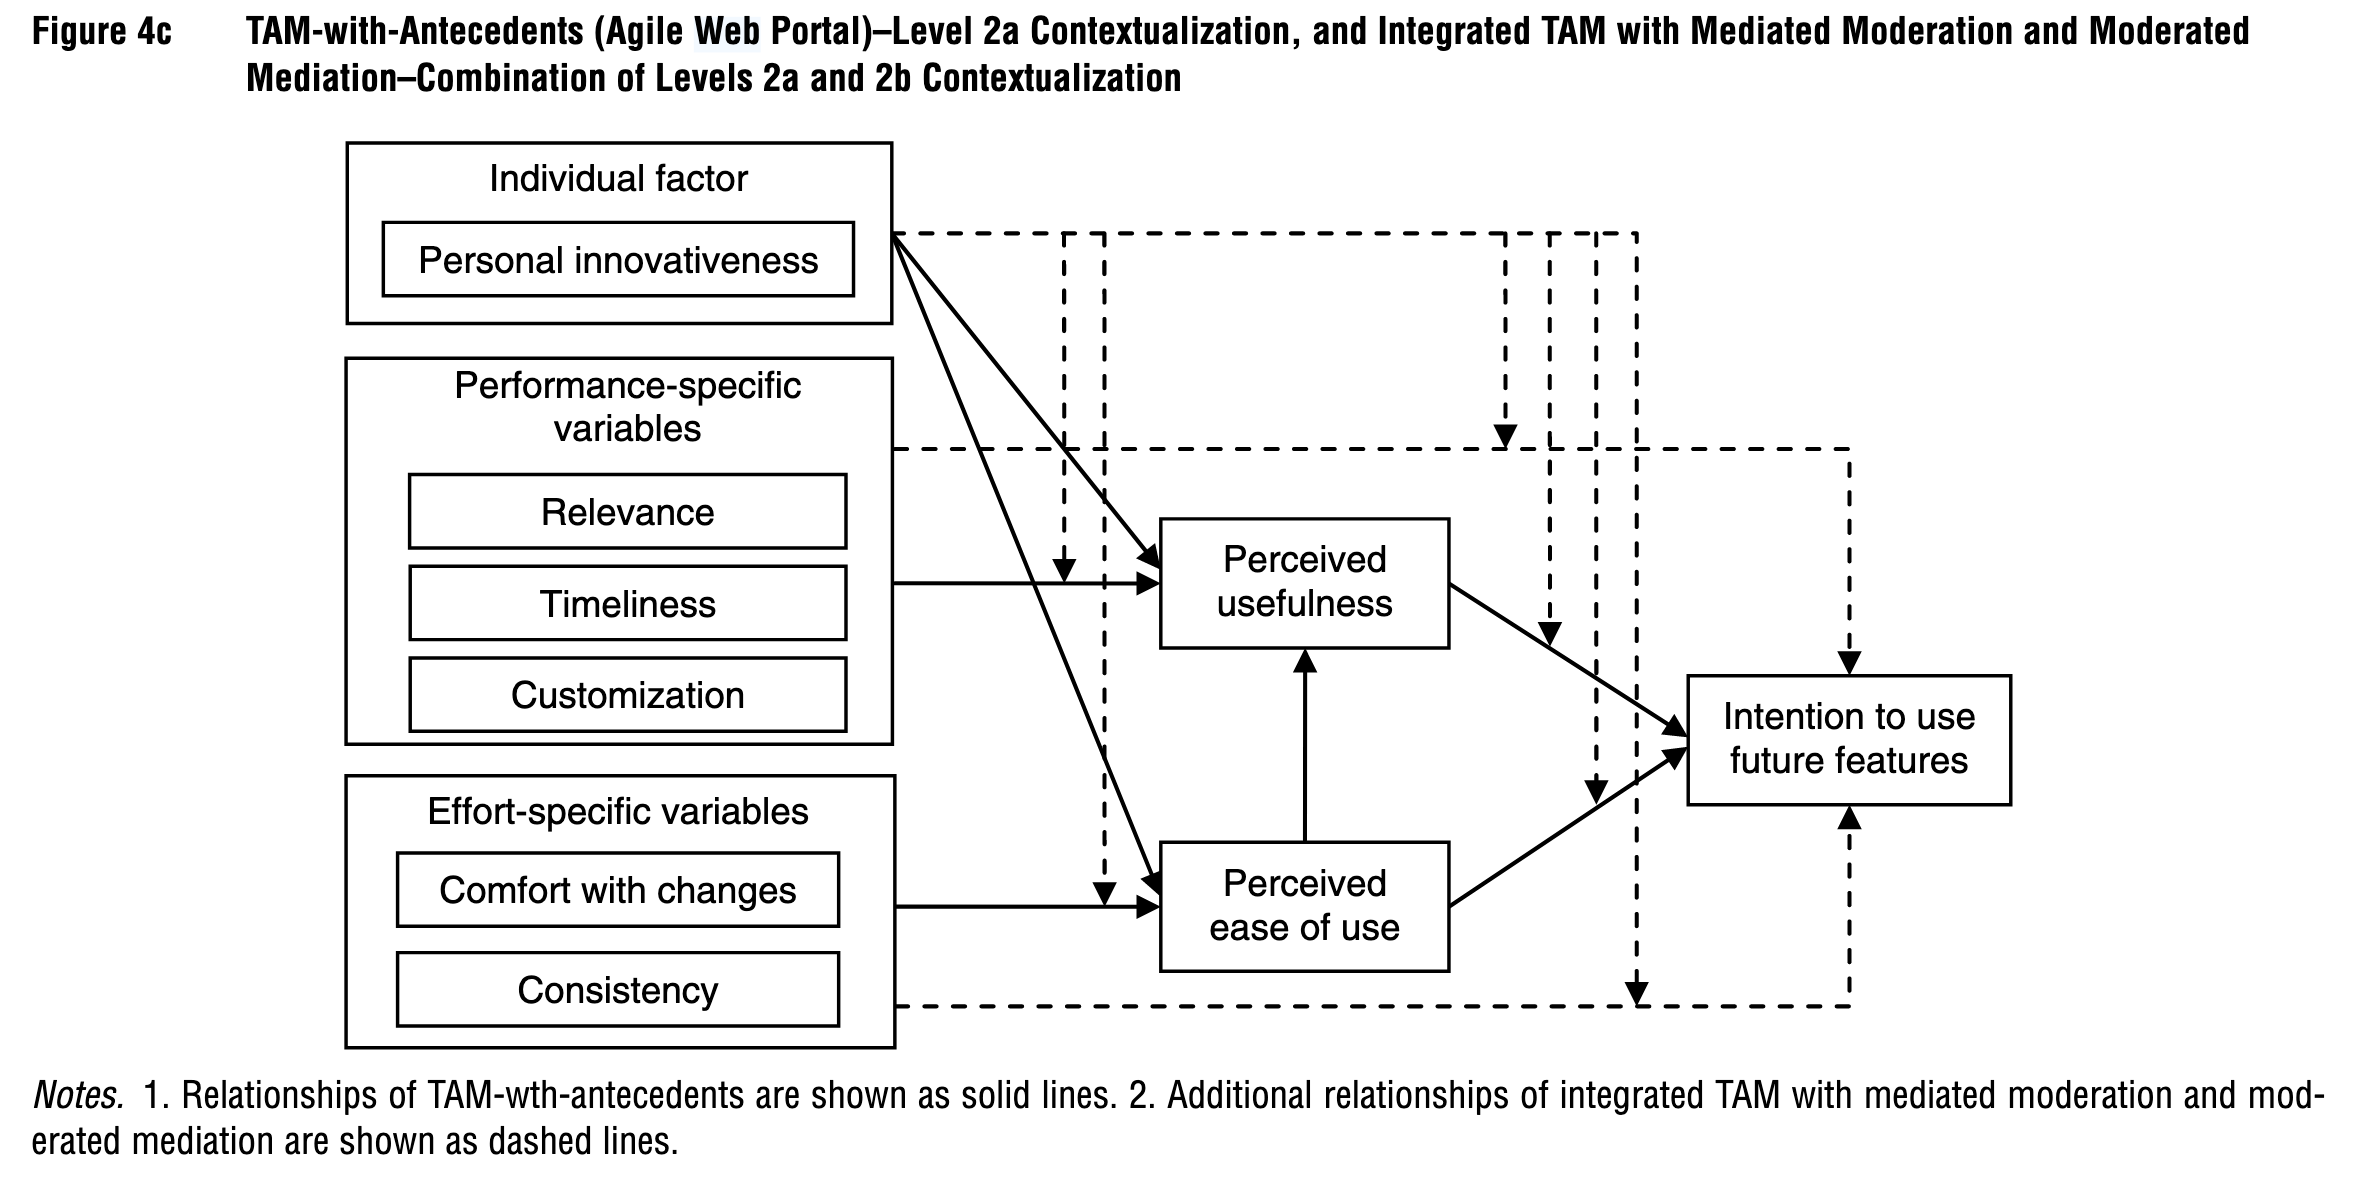 Figure 4c TAM-with-Antecedents (Agile Web Portal)–Level 2a Contextualization, and Integrated TAM with Mediated Moderation and Moderated
Mediation–Combination of Levels 2a and 2b Contextualization
Individual factor
Personal innovativeness
Performance-specific
variables
Relevance
Timeliness
Customization
Effort-specific variables
Comfort with changes
Consistency
Perceived
usefulness
Perceived
ease of use
Intention to use
future features
Notes. 1. Relationships of TAM-wth-antecedents are shown as solid lines. 2. Additional relationships of integrated TAM with mediated moderation and mod-
erated mediation are shown as dashed lines.